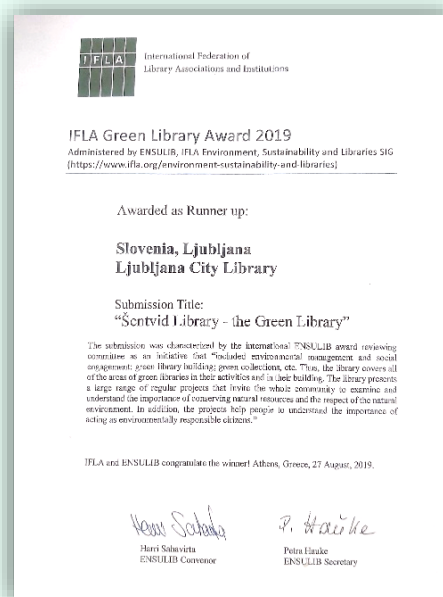 IFLA
International Federation of
Library Associations and Institutions
IFLA Green Library Award 2019
Administered by ENSULIB, IFLA Environment, Sustainability and Libraries SIG
(https://www.ifla.org/environment-sustainability-and-libraries)
Awarded as Runner up:
Slovenia, Ljubljana
Ljubljana City Library
Submission Title:
"Šentvid Library - the Green Library"
The submission was characterized by the international ENSULIB award reviewing
committee as an initiative that "included environmental management and social
engagement; green library building; green collections, etc. Thus, the library covers all
of the areas of green libraries in their activities and in their building. The library presents
a large range of regular projects that invite the whole community to examine and
understand the importance of conserving natural resources and the respect of the natural
environment. In addition, the projects help people to understand the importance of
acting as environmentally responsible citizens."
IFLA and ENSULIB congratulate the winner! Athens, Greece, 27 August, 2019.
P. Hauke
Harri Sahavirta
ENSULIB Convenor
Petra Hauke
ENSULIB Secretary